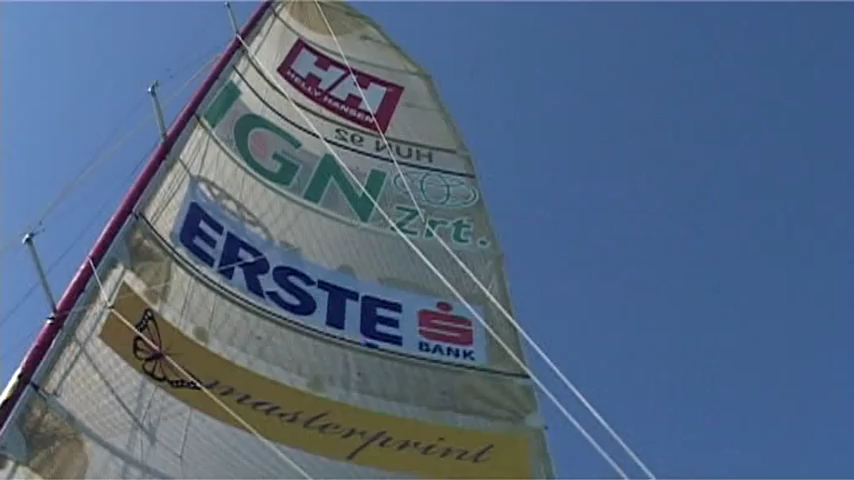 HH
HELLY HANSEN
HUN 92
IGN
Zrt.
ERSTE S
BANK
masterprint